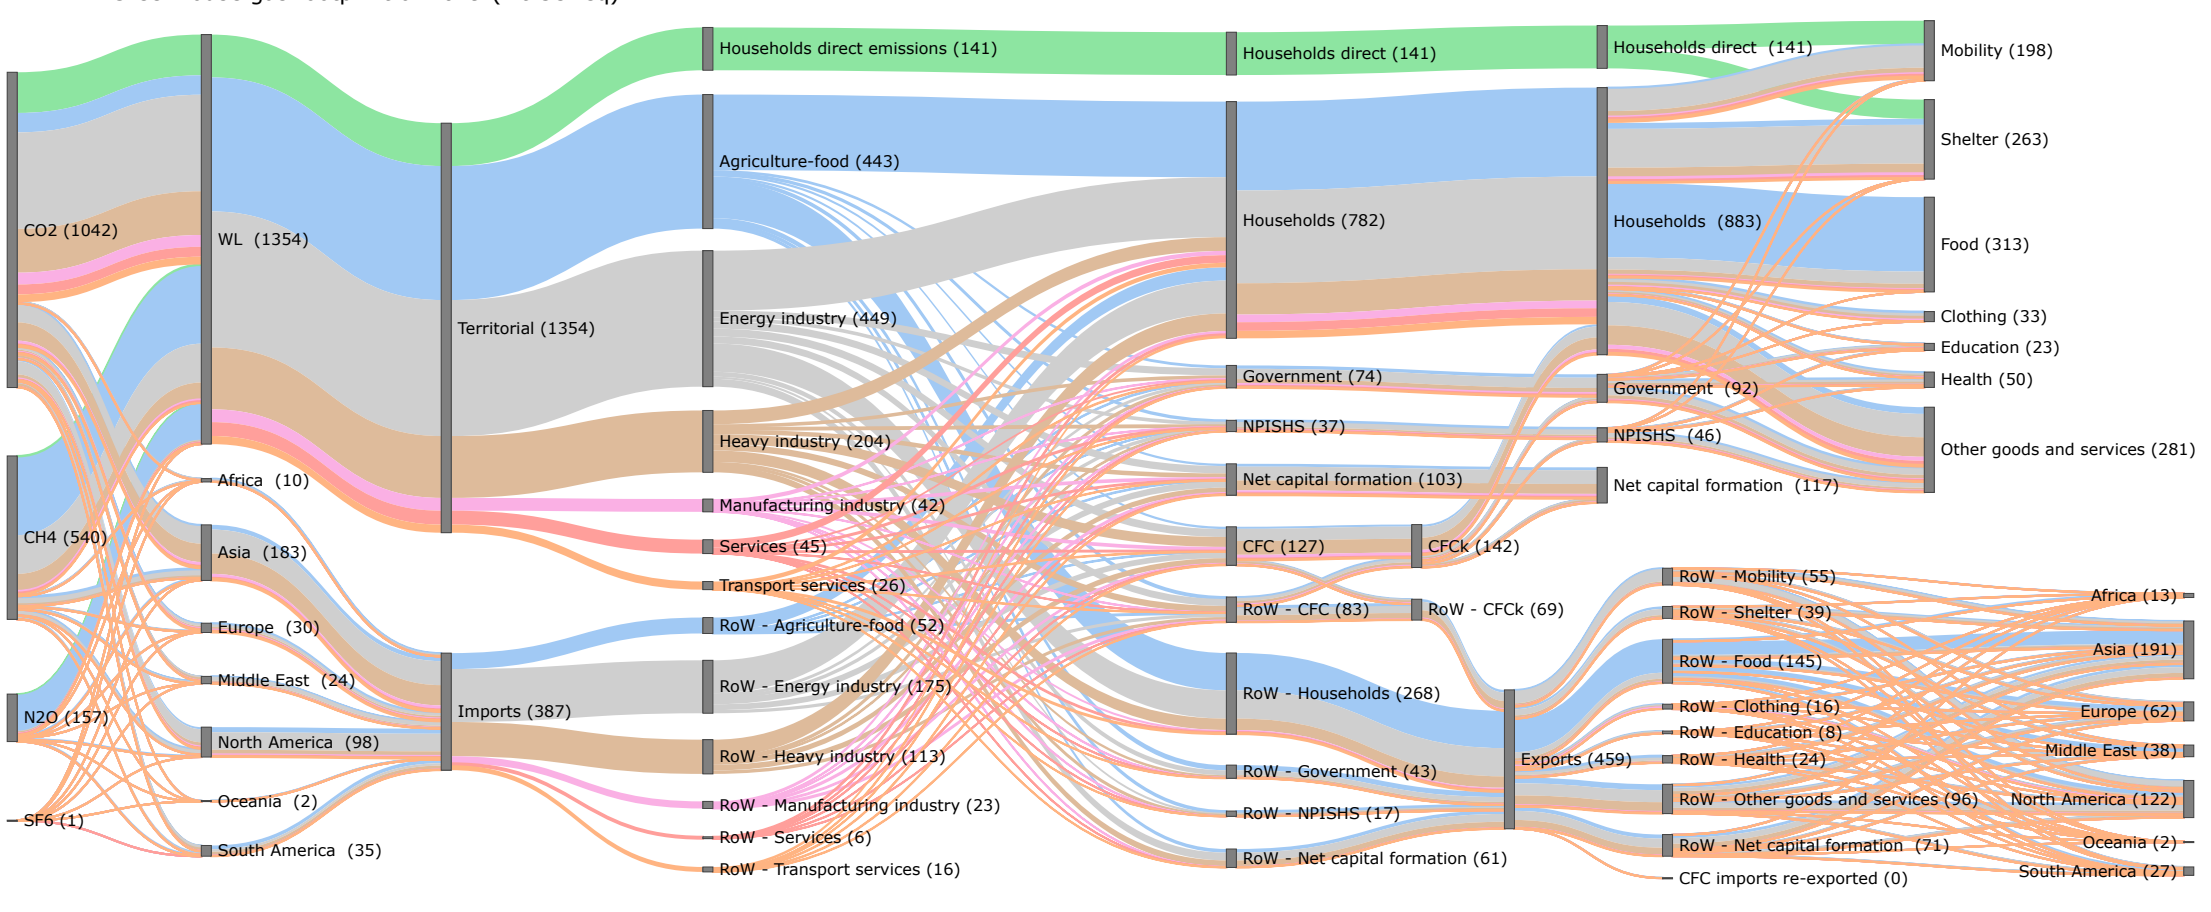 CO2 (1042)
CH4 (540)
N2O (157)
SF6 (1)
WL (1354)
Africa (10)
Asia (183)
Europe (30)
Middle East (24)
North America (98)
Oceania (2)
South America (35)
Territorial (1354)
Imports (387)
Households direct emissions (141)
Agriculture-food (443)
Energy industry (449)
Heavy industry (204)
Manufacturing industry (42)
Services (45)
Transport services (26)
RoW - Agriculture-food (52)
RoW - Energy industry (175)
RoW - Heavy industry (113)
RoW - Manufacturing industry (23)
RoW - Services (6)
RoW - Transport services (16)
Households direct (141)
Households (782)
Government (74)
NPISHS (37)
Net capital formation (103)
CFC (127)
RoW - CFC (83)
RoW - Households (268)
RoW - Government (43)
RoW - NPISHS (17)
RoW - Net capital formation (61)
CFCk (142)
RoW - CFCk (69)
Exports (459)
Households direct (141)
Households (883)
Government (92)
NPISHS (46)
Net capital formation (117)
RoW - Mobility (55)
RoW - Shelter (39)
RoW - Food (145)
RoW - Clothing (16)
RoW - Education (8)
RoW - Health (24)
RoW - Other goods and services (96)
RoW - Net capital formation (71)
CFC imports re-exported (0)
Mobility (198)
Shelter (263)
Food (313)
Clothing (33)
Education (23)
Health (50)
Other goods and services (281)
Africa (13)
Asia (191)
Europe (62)
Middle East (38)
North America (122)
Oceania (2)
South America (27)